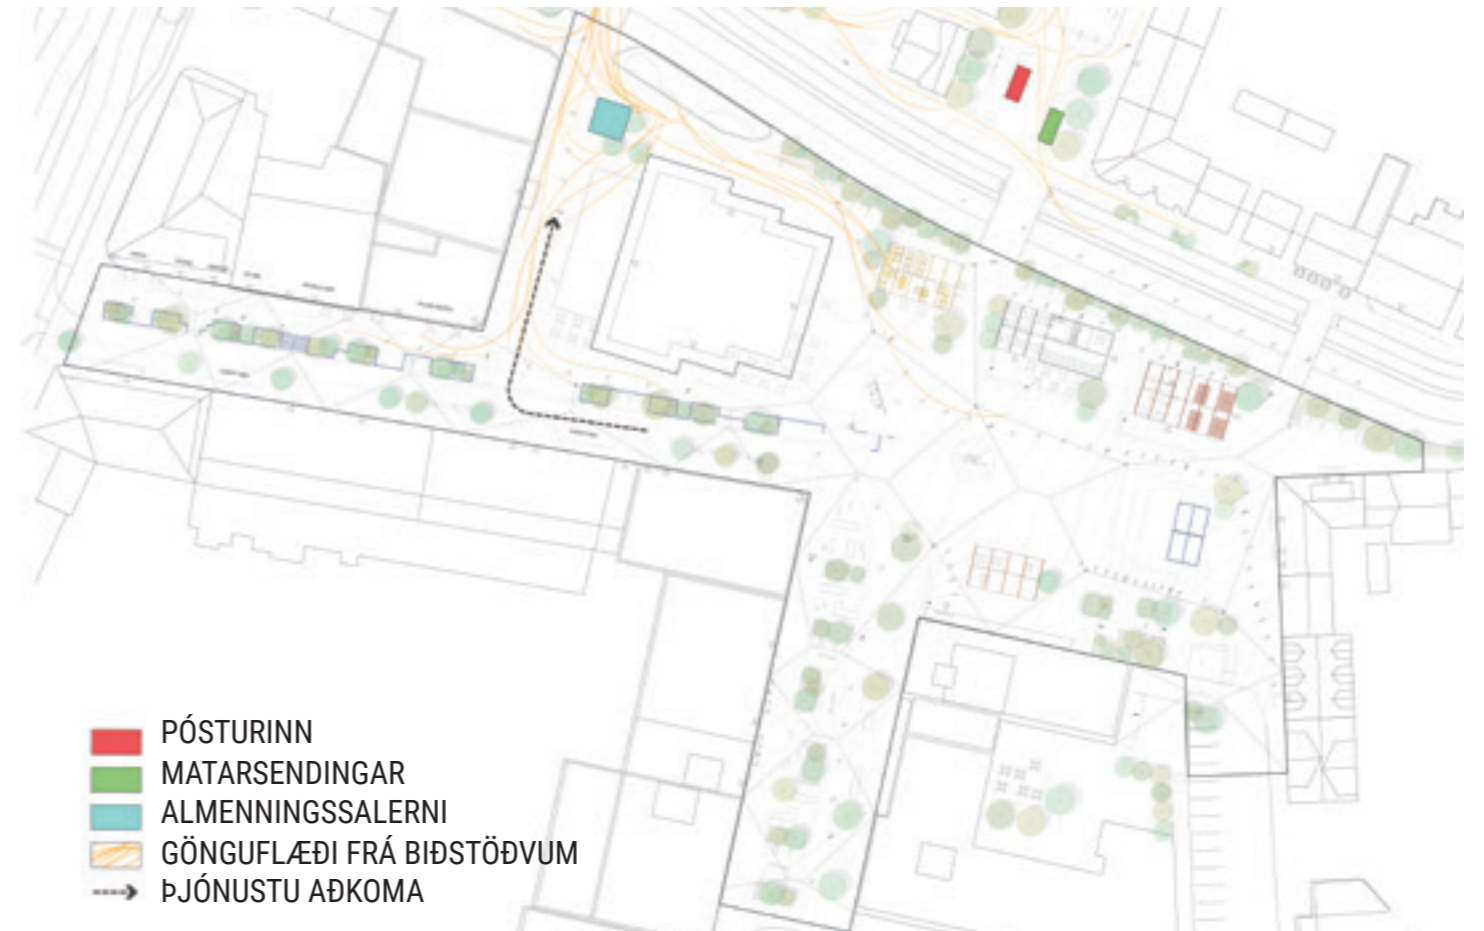 PÓSTURINN
MATARSENDINGAR
ALMENNINGSSALERNI
GÖNGUFLÆÐI FRÁ BIÐSTÖÐVUM
ÞJÓNUSTU AÐKOMA